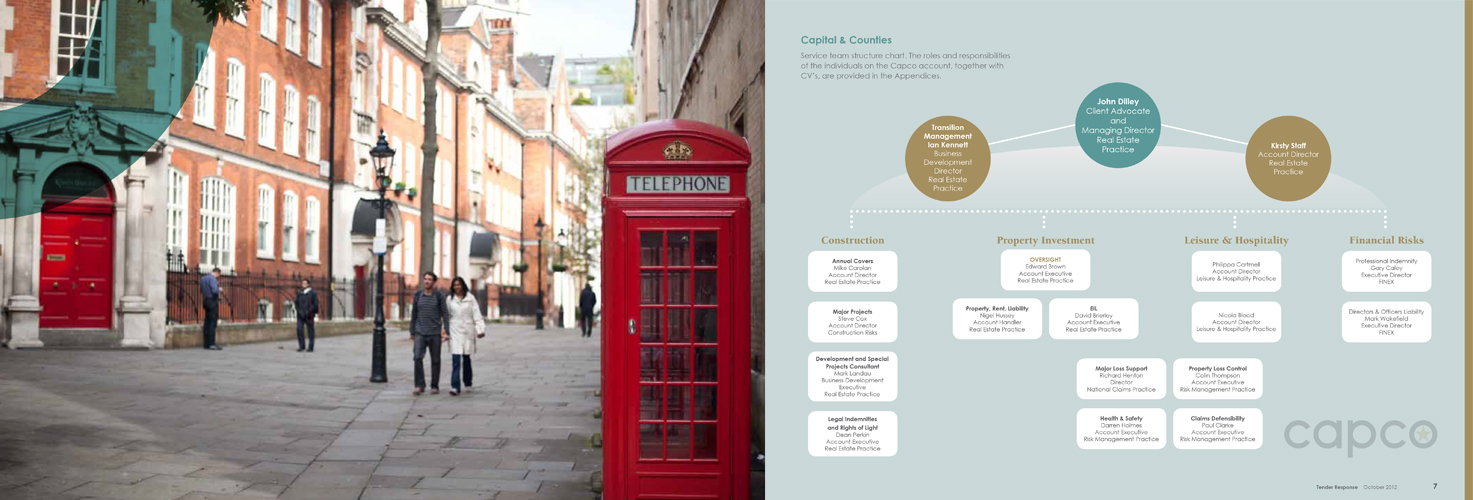 TELEPHONE
Capital & Counties
Service team structure chart. The roles and responsibilities
of the individuals on the Capco account, together with
CV's, are provided in the Appendices.
John Dilley
Client Advocate
and
Managing Director
Real Estate
Practice
Transition
Management
Ian Kennett
Business
Development
Director
Real Estate
Practice
Kirsty Staff
Account Director
Real Estate
Practice
Construction
Annual Covers
Mike Carolan
Account Director
Real Estate Practice
Major Projects
Steve Cox
Account Director
Construction Risks
Development and Special
Projects Consultant
Mark Landau
Business Development
Executive
Real Estate Practice
Legal Indemnities
and Rights of Light
Dean Perkin
Account Executive
Real Estate Practice
Property Investment
OVERSIGHT
Edward Brown
Account Executive
Real Estate Practice
Property, Rent, Liability
Nigel Hussey
Account Handler
Real Estate Practice
EIL
David Brierley
Account Executive
Real Estate Practice
Leisure & Hospitality
Philippa Cortmell
Account Director
Leisure & Hospitality Practice
Nicola Blood
Account Director
Leisure & Hospitality Practice
Major Loss Support
Richard Henton
Director
National Claims Practice
Property Loss Control
Colin Thompson
Account Executive
Risk Management Practice
Health & Safety
Darren Holmes
Account Executive
Risk Management Practice
Claims Defensibility
Paul Clarke
Account Executive
Risk Management Practice
Financial Risks
Professional Indemnity
Gary Caley
Executive Director
FINEX
Directors & Officers Liability
Mark Wakefield
Executive Director
FINEX
capco
Tender Response October 2012 7